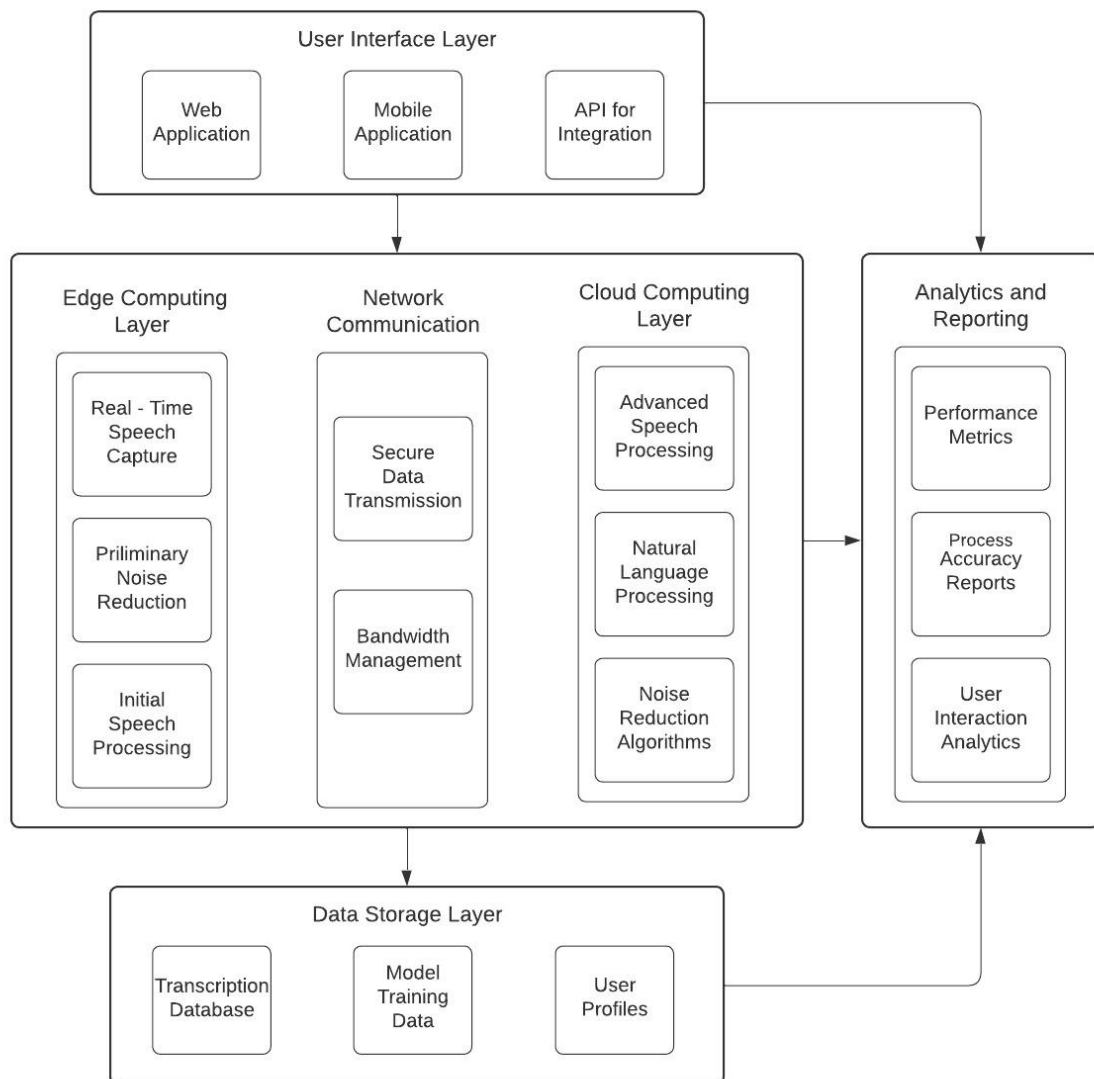 User Interface Layer
Web
Application
Mobile
Application
API for
Integration
Edge Computing
Layer
Real - Time
Speech
Capture
Priliminary
Noise
Reduction
Initial
Speech
Processing
Network
Communication
Secure
Data
Transmission
Bandwidth
Management
Cloud Computing
Layer
Advanced
Speech
Processing
Natural
Language
Processing
Noise
Reduction
Algorithms
Analytics and
Reporting
Performance
Metrics
Process
Accuracy
Reports
User
Interaction
Analytics
Data Storage Layer
Transcription
Database
Model
Training
Data
User
Profiles